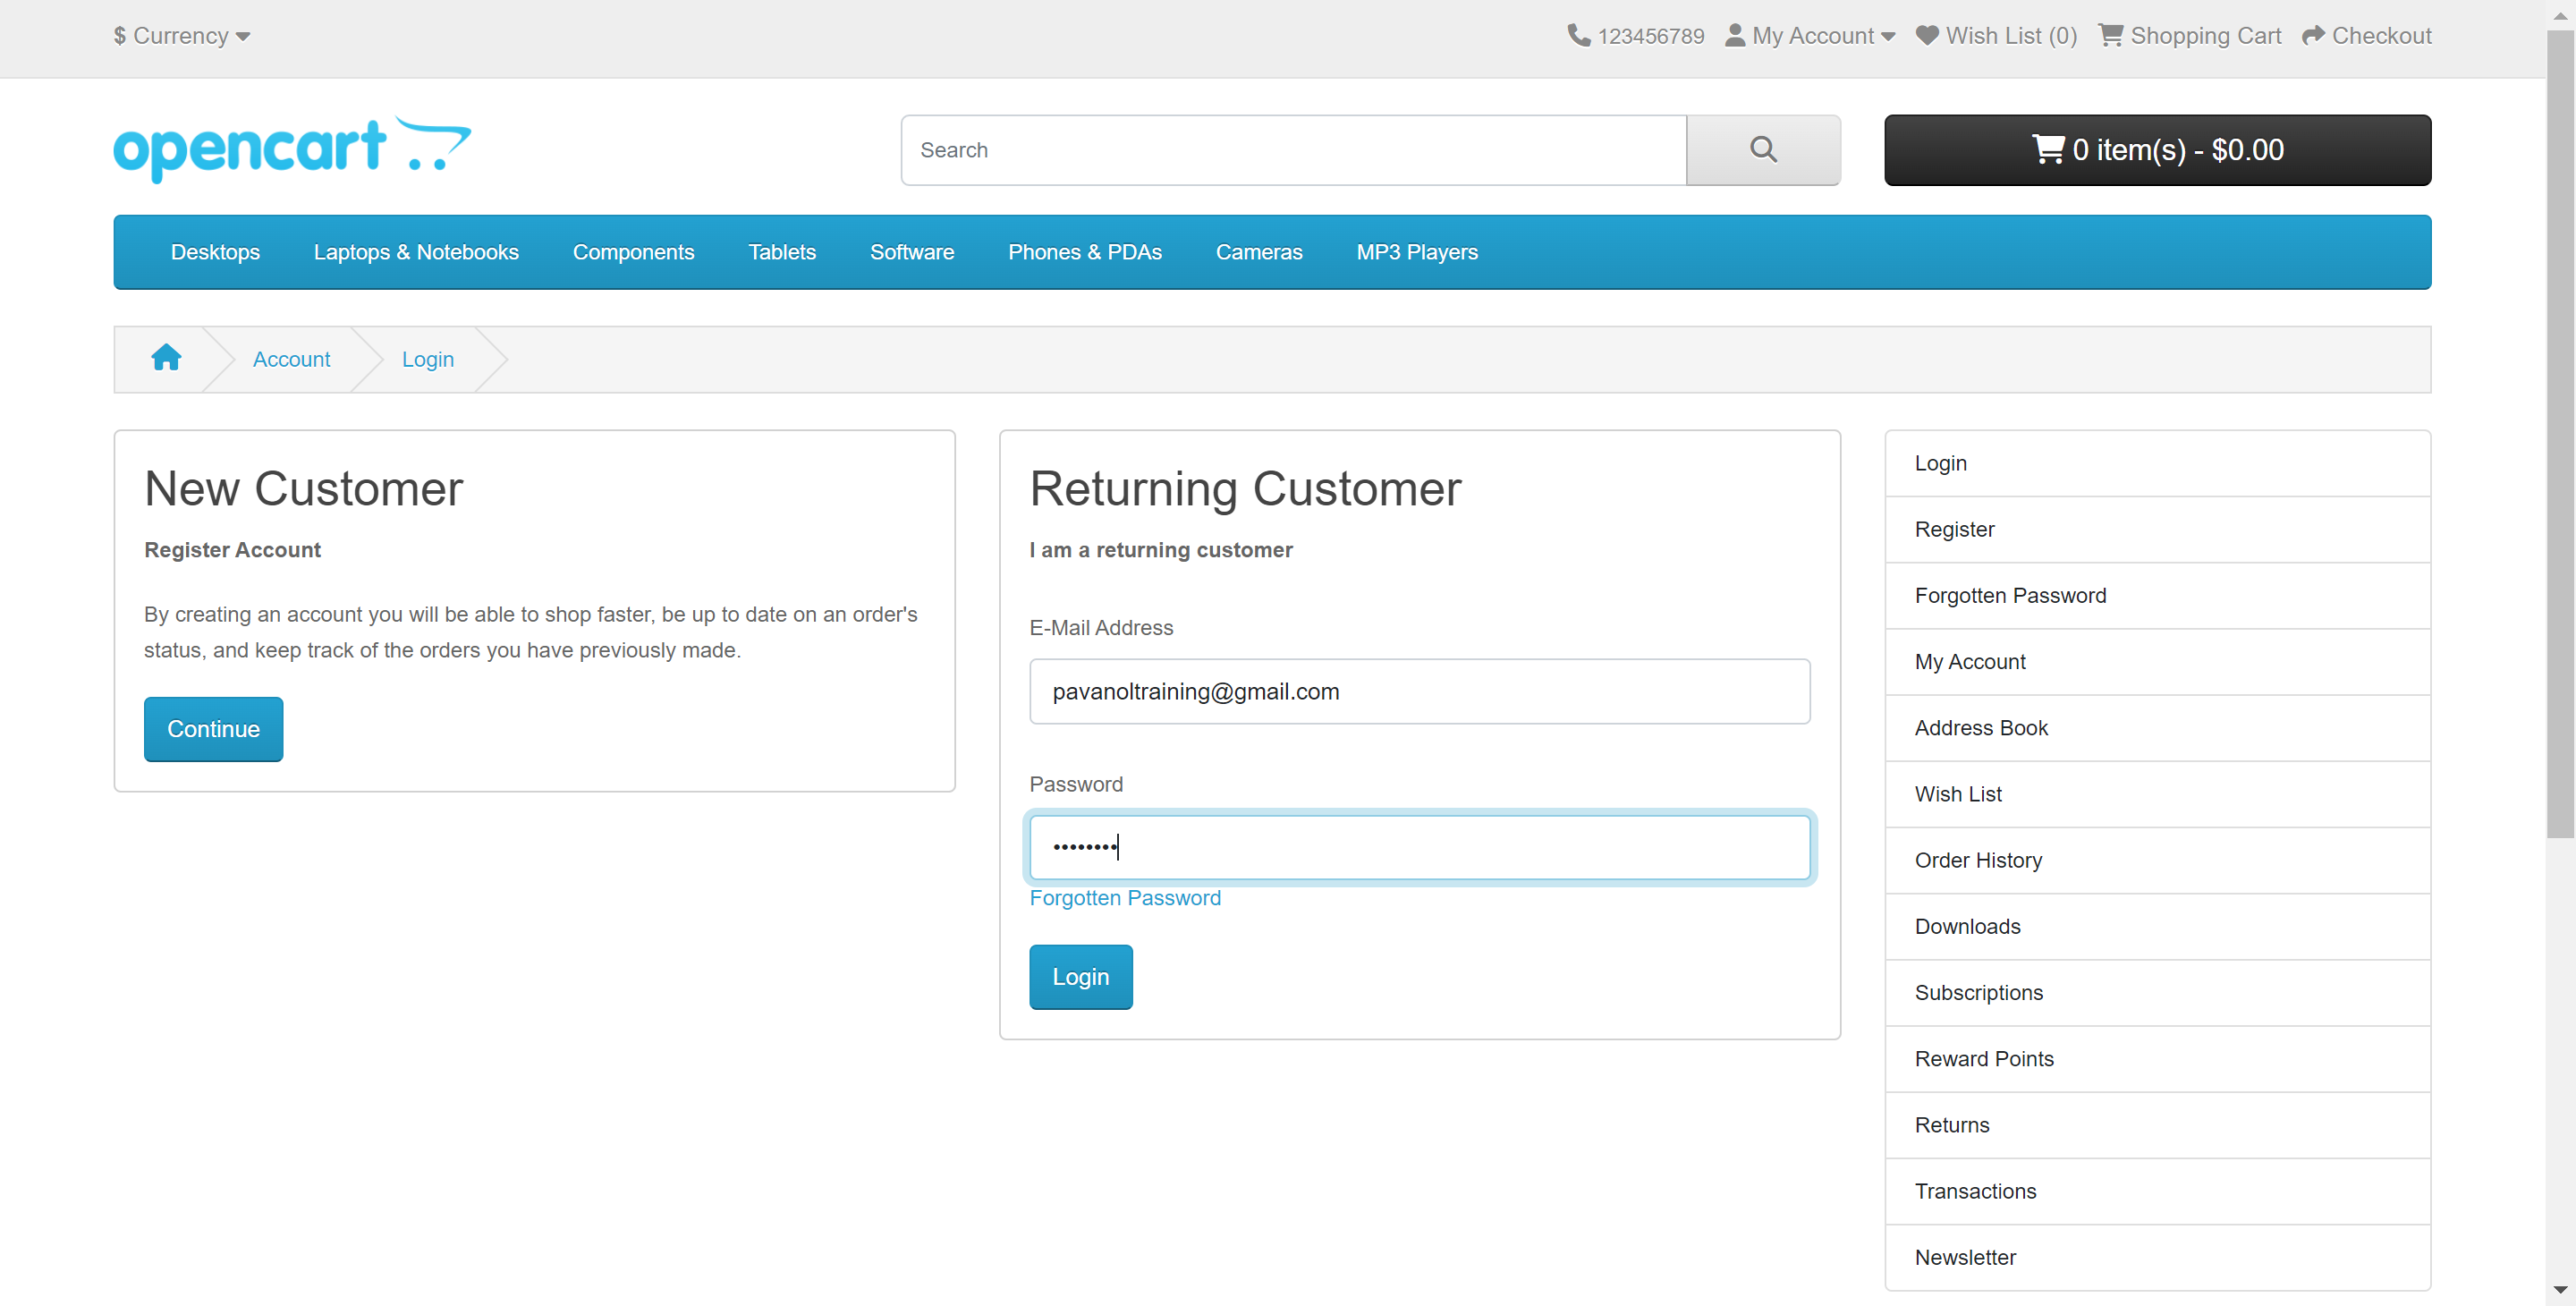 $ Currency
123456789 My Account Wish List (0) Shopping Cart Checkout
opencart
Search
0 item(s) - $0.00
Desktops Laptops & Notebooks Components Tablets Software Phones & PDAs Cameras MP3 Players
Account Login
New Customer
Register Account
By creating an account you will be able to shop faster, be up to date on an order's
status, and keep track of the orders you have previously made.
Continue
Returning Customer
I am a returning customer
E-Mail Address
pavanoltraining@gmail.com
Password
••••••••
Forgotten Password
Login
Login
Register
Forgotten Password
My Account
Address Book
Wish List
Order History
Downloads
Subscriptions
Reward Points
Returns
Transactions
Newsletter